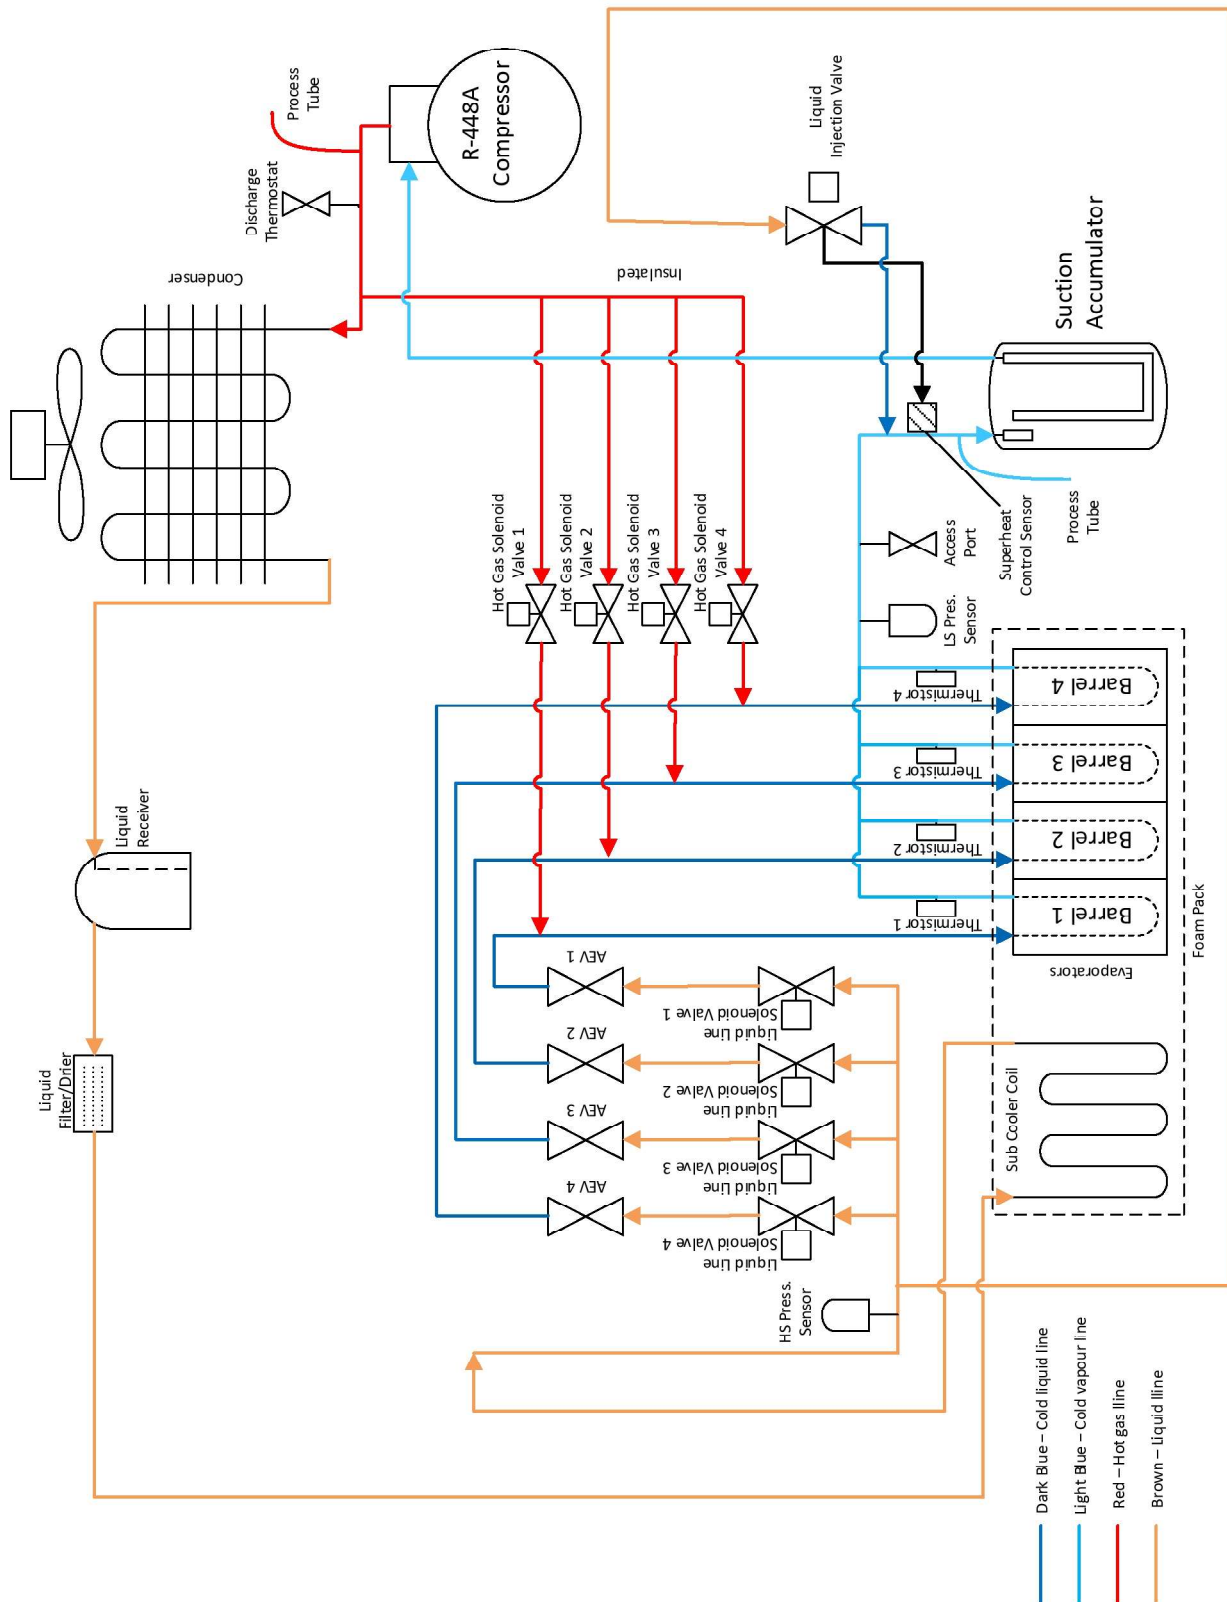 Process
Tube
R-448A
Compressor
Discharge
Thermostat
Condenser
Liquid
Injection Valve
Insulated
Suction
Accumulator
Hot Gas Solenoid
Valve 1
Hot Gas Solenoid
Valve 2
Hot Gas Solenoid
Valve 3
Hot Gas Solenoid
Valve 4
Access
Port
Superheat
Control Sensor
Process
Tube
LS Pres.
Sensor
Liquid
Receiver
Thermistor 4
Thermistor 3
Thermistor 2
Thermistor 1
Barrel 4
Barrel 3
Barrel 2
Barrel 1
Evaporators
Foam Pack
Liquid
Filter/Drier
AEV 1
AEV 2
AEV 3
AEV 4
Liquid Line
Solenoid Valve 1
Liquid Line
Solenoid Valve 2
Liquid Line
Solenoid Valve 3
Liquid Line
Solenoid Valve 4
Sub Cooler Coil
HS Press.
Sensor
Dark Blue – Cold liquid line
Light Blue – Cold vapour line
Red – Hot gas lline
Brown – Liquid lline